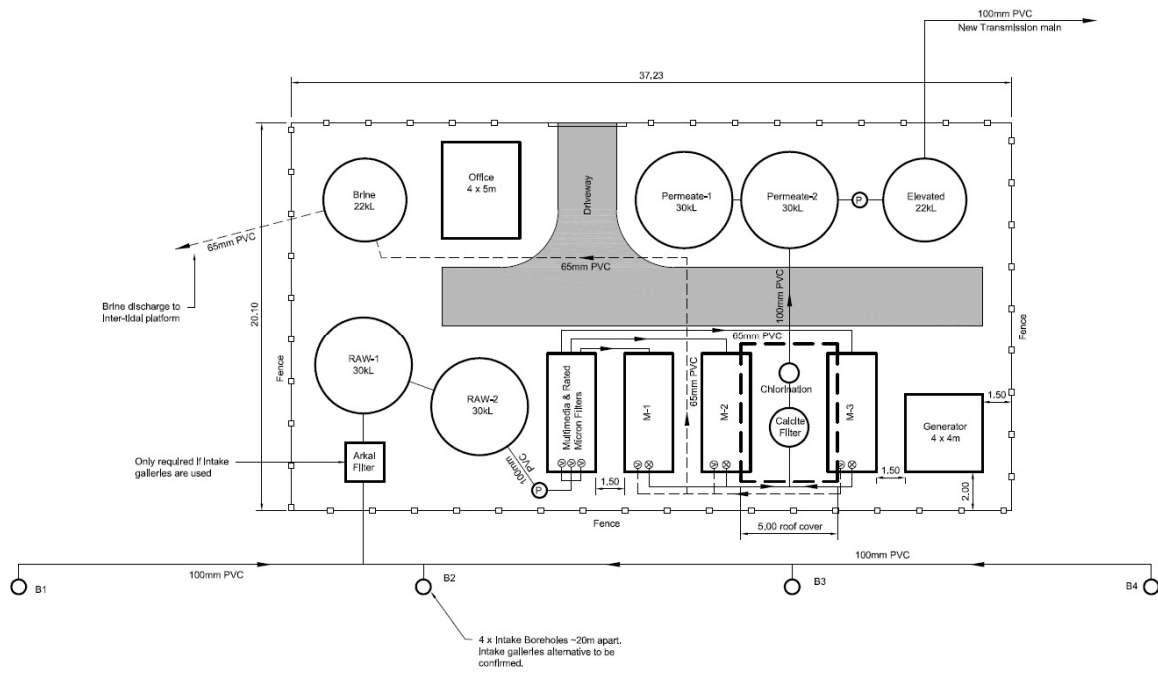 100mm PVC
New Transmission main
37,23
20.10
Brine
22kL
Office
4 x 5m
Driveway
Permeate-1
30kL
Permeate-2
30kL
P
Elevated
22kL
65mm PVC
65mm PVC
100mm PVC
Brine discharge to
inter-tidal platform
Fence
Fence
RAW-1
30kL
RAW-2
30kL
65mm PVC
65mm PVC
Multimedia & Rated
Micron Filters
M-1
M-2
Chlorination
Calcite
Filter
M-3
Generator
4 x 4m
1.50
Only required if intake
galleries are used
Arkal
Filter
100mm
PVC
P
1,50
1.50
2.00
Fence
5,00 roof cover
100mm PVC
100mm PVC
B1
B2
B3
B4
4 x Intake Boreholes ~20m apart.
Intake galleries alternative to be
confirmed.